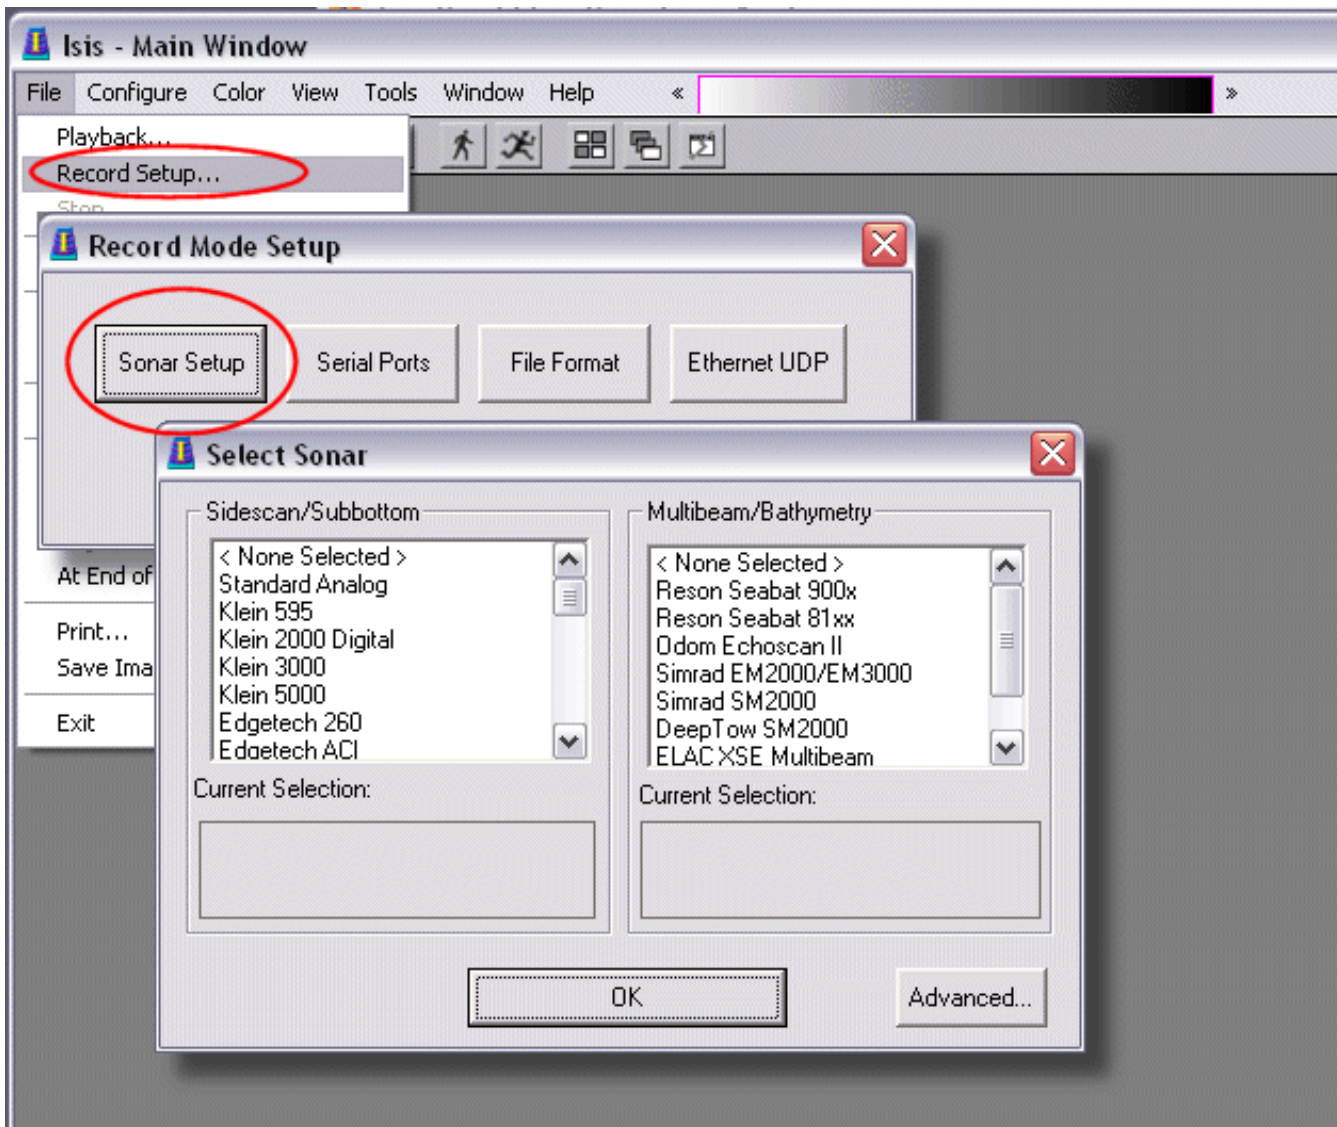 Isis - Main Window
File Configure Color View Tools Window Help « »
Playback...
Record Setup...
Stop
Record Mode Setup
Sonar Setup Serial Ports File Format Ethernet UDP
Select Sonar
Sidescan/Subbottom
< None Selected >
Standard Analog
Klein 595
Klein 2000 Digital
Klein 3000
Klein 5000
Edgetech 260
Edgetech ACI
Current Selection:
Multibeam/Bathymetry
< None Selected >
Reson Seabat 900x
Reson Seabat 81xx
Odom Echoscan II
Simrad EM2000/EM3000
Simrad SM2000
DeepTow SM2000
ELAC XSE Multibeam
Current Selection:
OK Advanced...
At End of
Print...
Save Ima
Exit